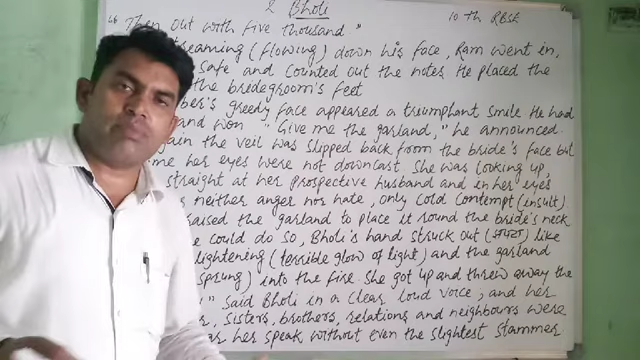 2 Bholi
10 th RBSE
"Then out with five thousand"
streaming (flowing) down his face, Ram went in,
safe and counted out the notes. He placed the
the bridegroom's feet
ber's greedy face appeared a triumphant smile He had
and won "Give me the garland," he announced.
gain the veil was slipped back from the bride's face but
me her eyes were not downcast. She was looking up,
straight at her prospective husband and in her eyes
neither anger nor hate, only cold contempt (insult)
raised the garland to place it round the bride's neck
e could do so, Bholi's hand struck out (झपटा) like
lightening (terrible glow of light) and the garland
sprung) into the fire. She got up and threw away the
" said Bholi in a clear loud voice, and her
r, sisters, brothers, relations and neighbours were
ar her speak without even the slightest stammer.